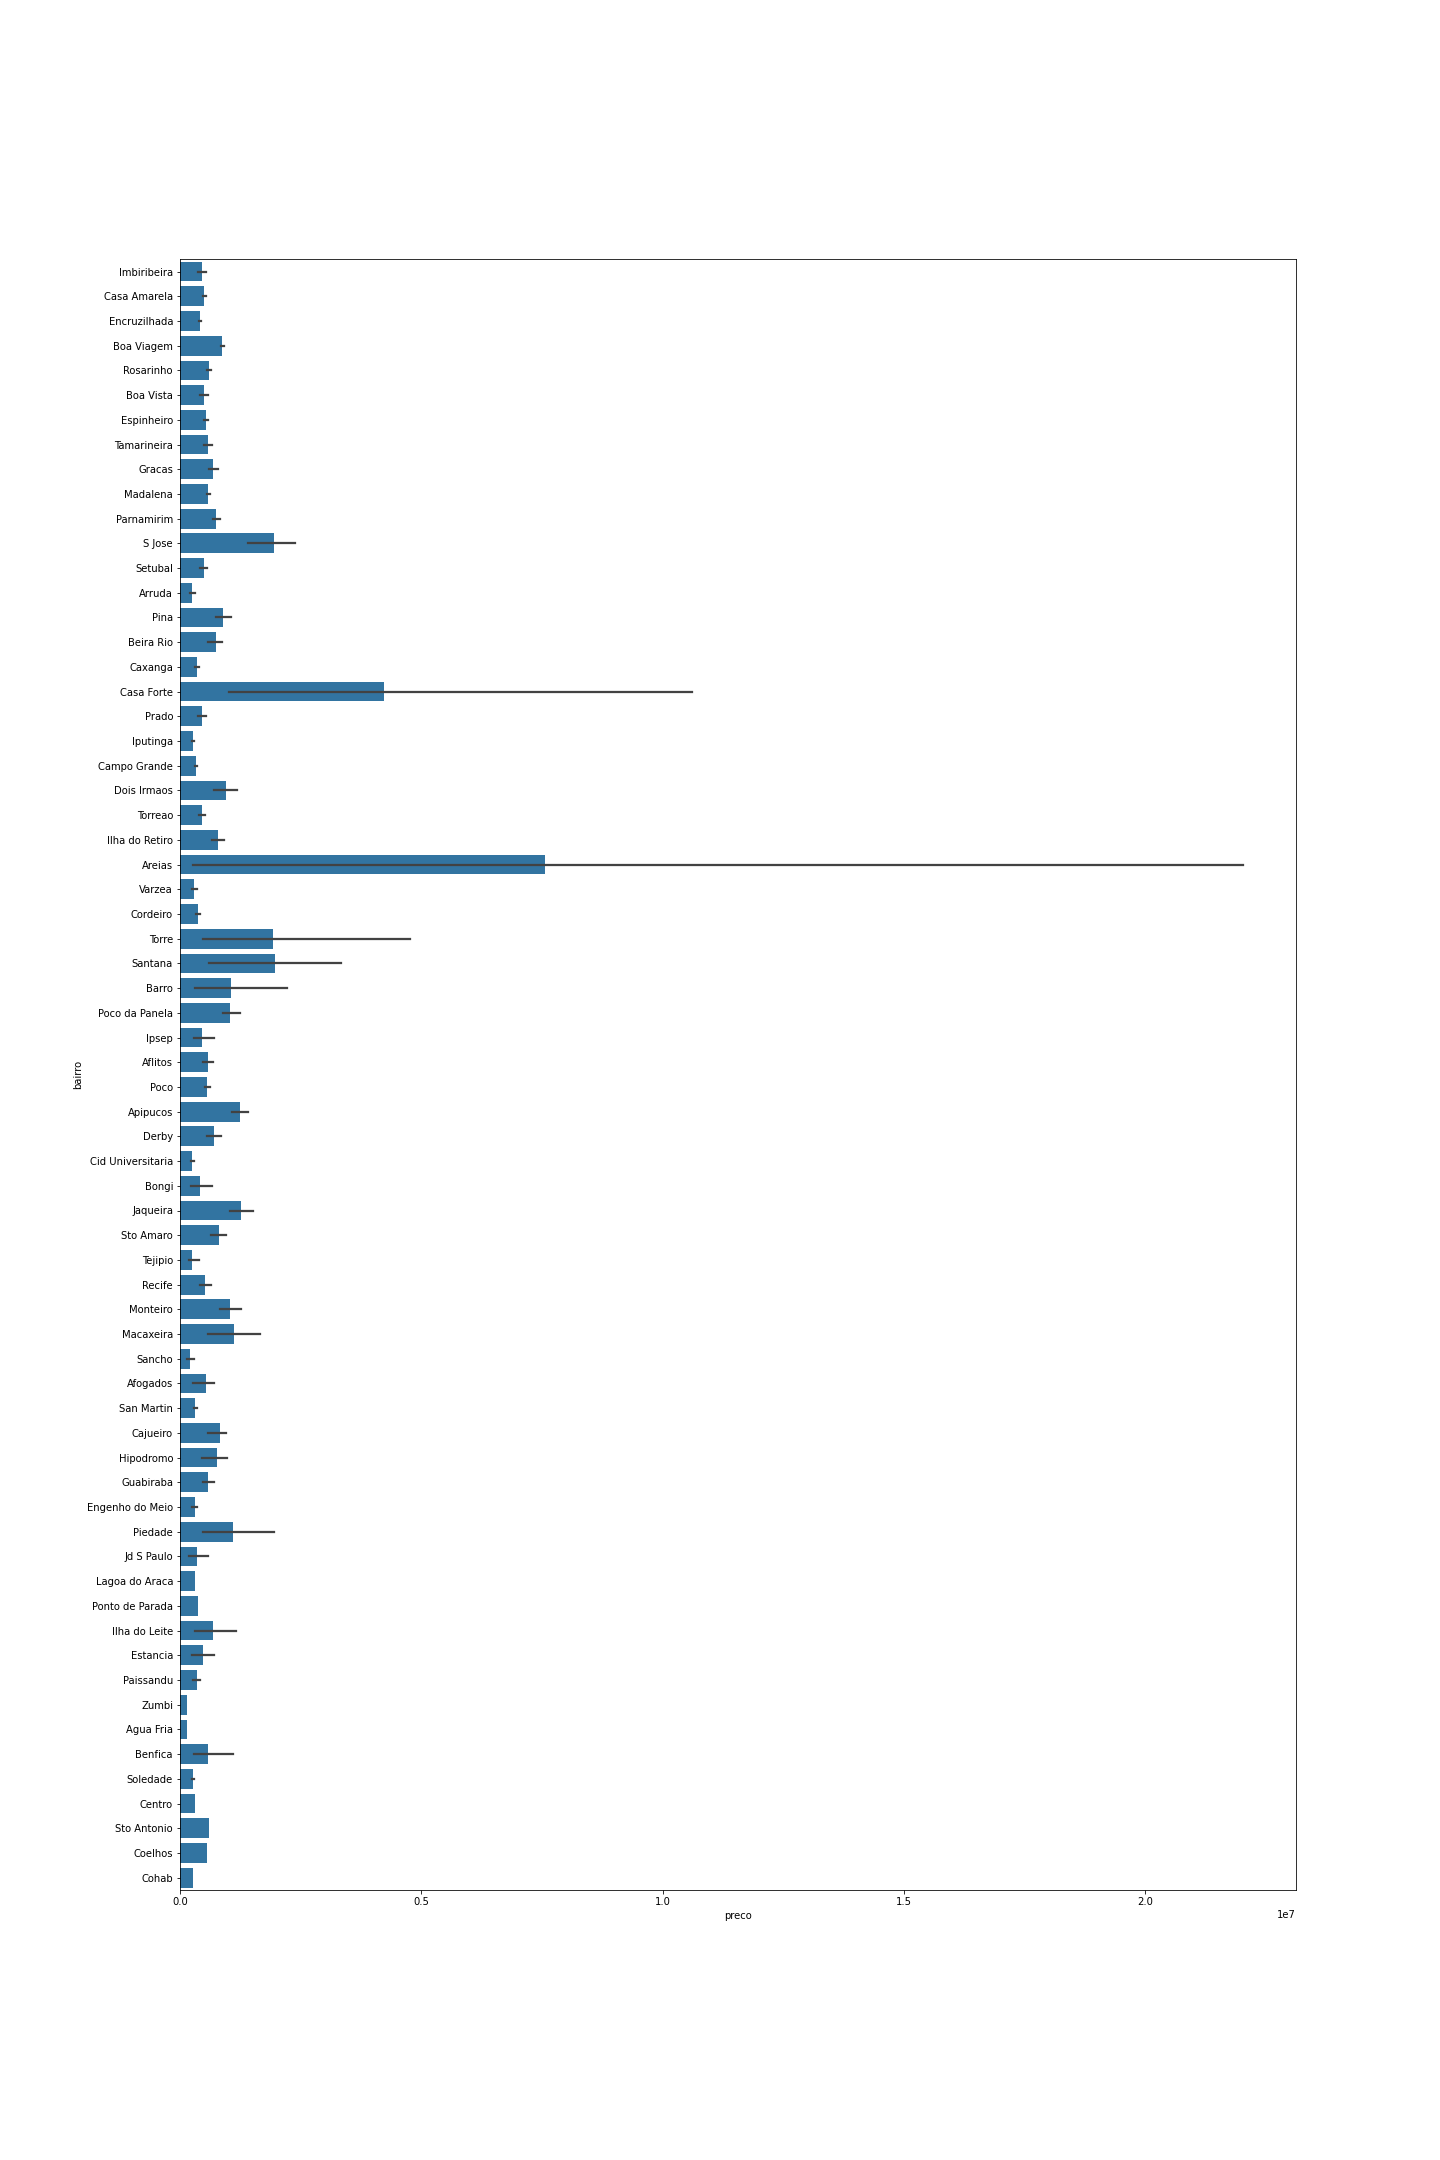 Imbiribeira
Casa Amarela
Encruzilhada
Boa Viagem
Rosarinho
Boa Vista
Espinheiro
Tamarineira
Gracas
Madalena
Parnamirim
S Jose
Setubal
Arruda
Pina
Beira Rio
Caxanga
Casa Forte
Prado
Iputinga
Campo Grande
Dois Irmaos
Torreao
Ilha do Retiro
Areias
Varzea
Cordeiro
Torre
Santana
Barro
Poco da Panela
Ipsep
Aflitos
Poco
Apipucos
Derby
Cid Universitaria
Bongi
Jaqueira
Sto Amaro
Tejipio
Recife
Monteiro
Macaxeira
Sancho
Afogados
San Martin
Cajueiro
Hipodromo
Guabiraba
Engenho do Meio
Piedade
Jd S Paulo
Lagoa do Araca
Ponto de Parada
Ilha do Leite
Estancia
Paissandu
Zumbi
Agua Fria
Benfica
Soledade
Centro
Sto Antonio
Coelhos
Cohab
bairro
0.0 0.5 1.0 1.5 2.0
preco
1e7